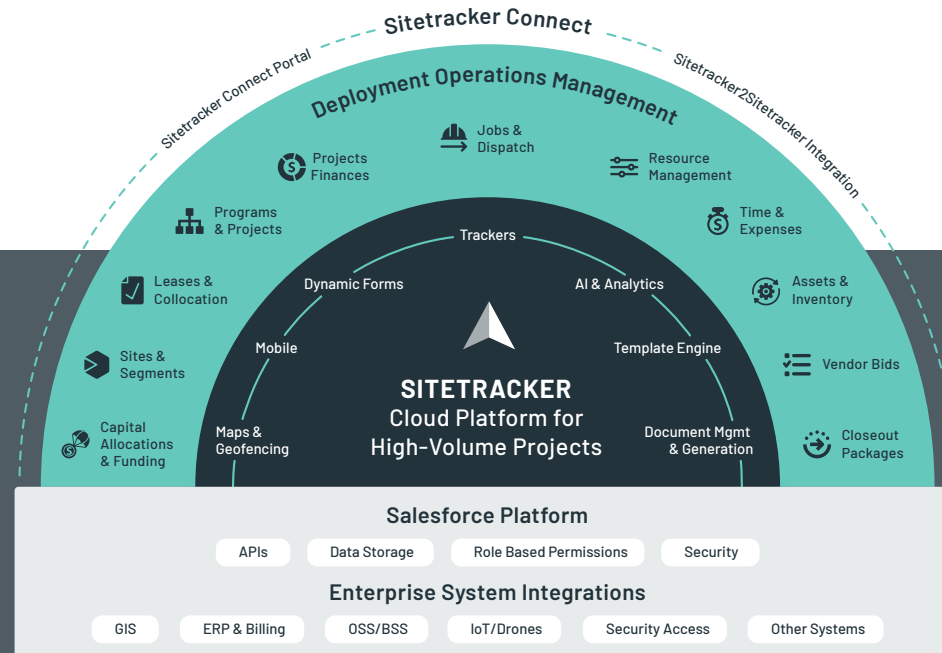 Sitetracker Connect
Sitetracker Connect Portal
Sitetracker2Sitetracker Integration
Deployment Operations Management
Jobs &
Dispatch
Projects
Finances
Resource
Management
Programs
& Projects
Time &
Expenses
Leases &
Collocation
Assets &
Inventory
Sites &
Segments
Vendor Bids
Capital
Allocations
& Funding
Closeout
Packages
Trackers
Dynamic Forms
AI & Analytics
Mobile
Template Engine
Maps &
Geofencing
Document Mgmt
& Generation
SITETRACKER
Cloud Platform for
High-Volume Projects
Salesforce Platform
APIs
Data Storage
Role Based Permissions
Security
Enterprise System Integrations
GIS
ERP & Billing
OSS/BSS
IoT/Drones
Security Access
Other Systems